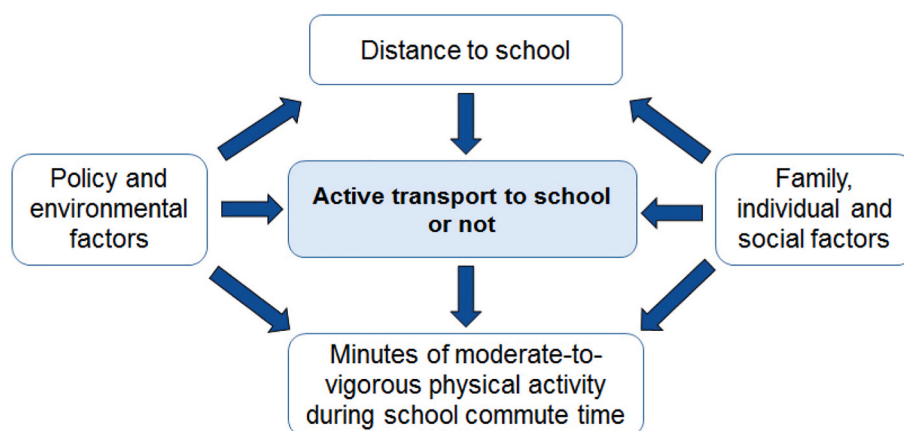 Distance to school
Policy and
environmental
factors
Active transport to school
or not
Family,
individual and
social factors
Minutes of moderate-to-
vigorous physical activity
during school commute time